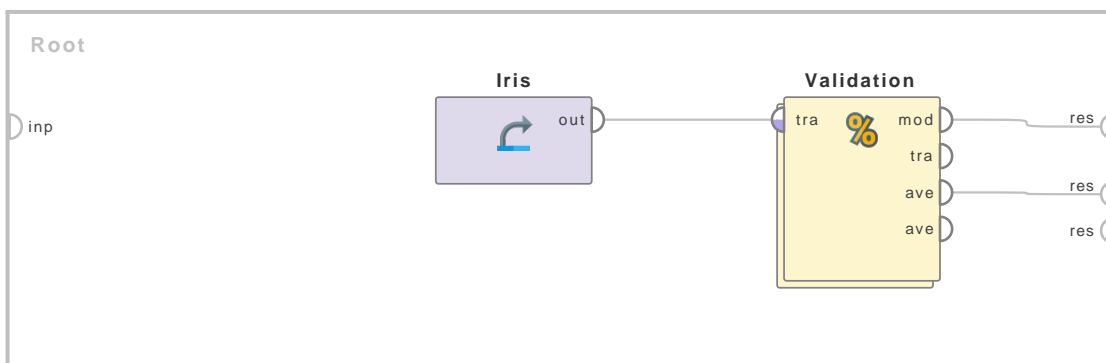 Root
Iris
Validation
inp
out
tra
mod
res
tra
ave
res
ave
res